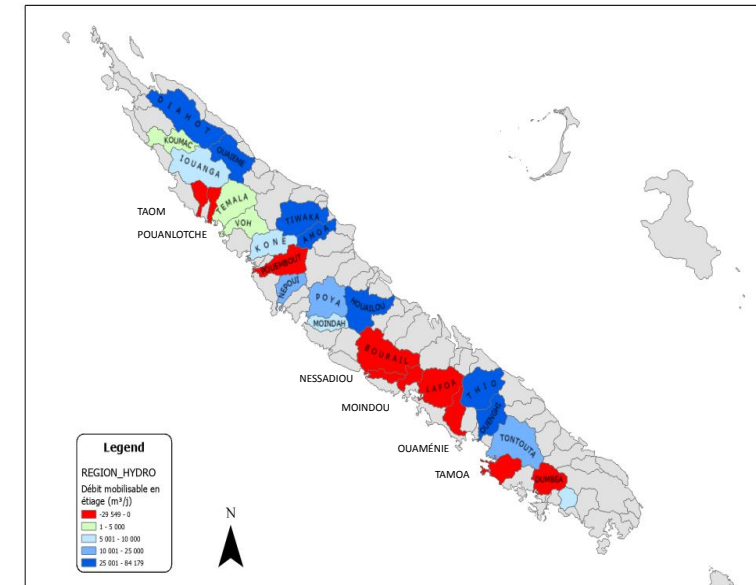 DIAHOT
KOUMAC
OUAIEME
IOUANGA
TEMALA
TAOM
VOH
TIWAKA
POUANLOTCHE
AMOA
KONE
POUEMBOUT
NEPOUI
POYA
HOUAILOU
MOINDAH
BOURAIL
NESSADIOU
LAFOA
THIO
MOINDOU
OUENGHI
OUAMÉNIE
TONTOUTA
TAMOA
DUMBEA
Legend
REGION_HYDRO
Débit mobilisable en
étiage (m³/j)
-29 549 - 0
1 - 5 000
5 001 - 10 000
10 001 - 25 000
25 001 - 84 179
N